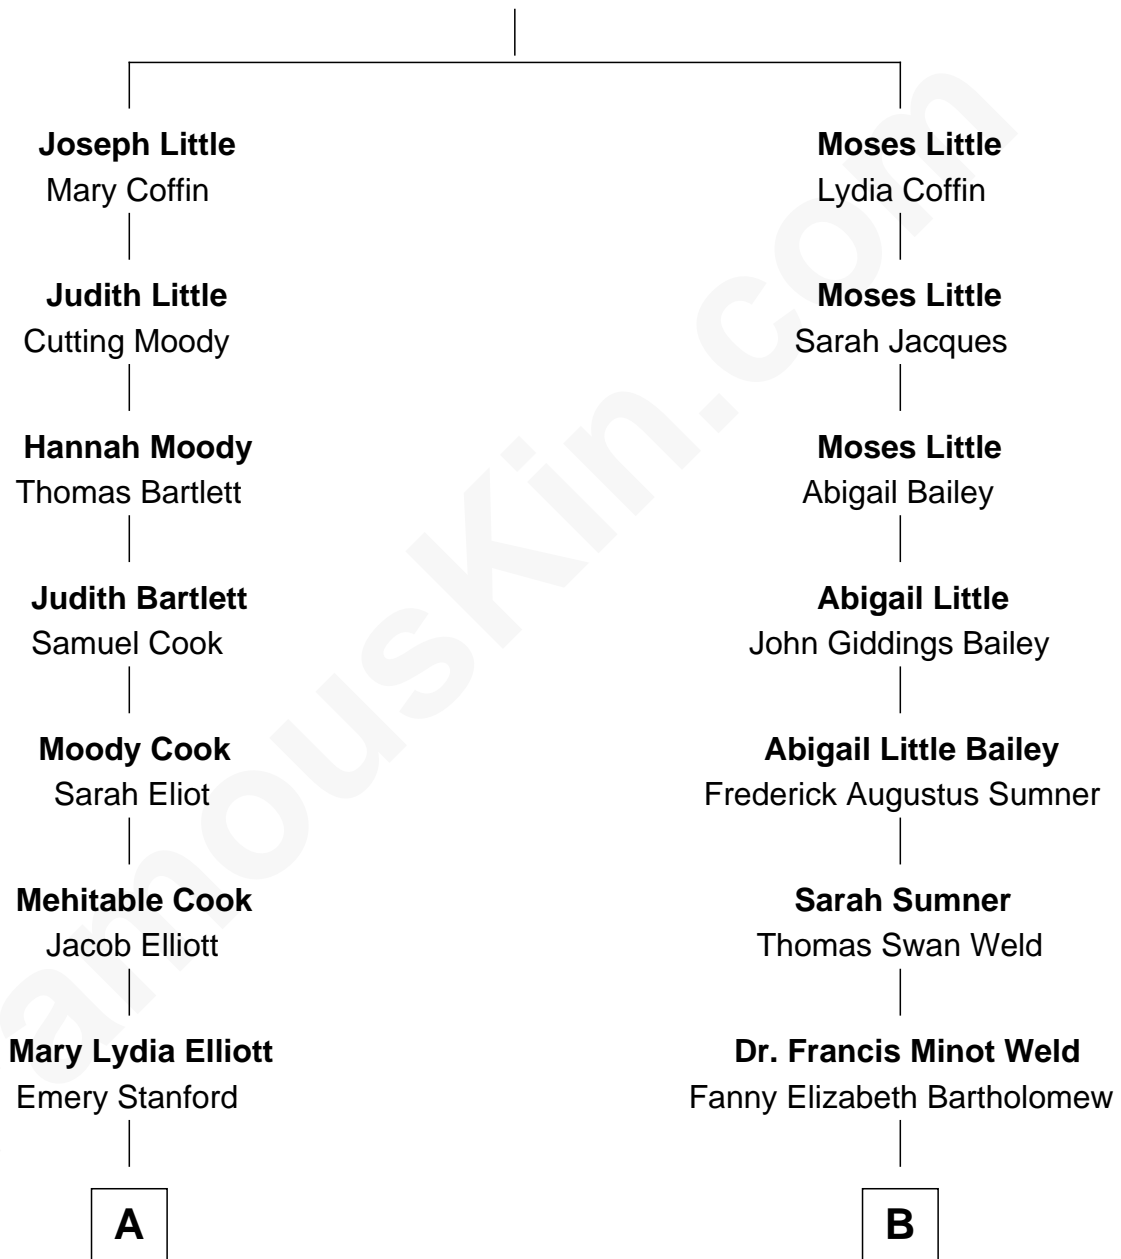 Joseph Little
Mary Coffin
Judith Little
Cutting Moody
Hannah Moody
Thomas Bartlett
Judith Bartlett
Samuel Cook
Moody Cook
Sarah Eliot
Mehitable Cook
Jacob Elliott
Mary Lydia Elliott
Emery Stanford
A
Moses Little
Lydia Coffin
Moses Little
Sarah Jacques
Moses Little
Abigail Bailey
Abigail Little
John Giddings Bailey
Abigail Little Bailey
Frederick Augustus Sumner
Sarah Sumner
Thomas Swan Weld
Dr. Francis Minot Weld
Fanny Elizabeth Bartholomew
B
amousKin.com